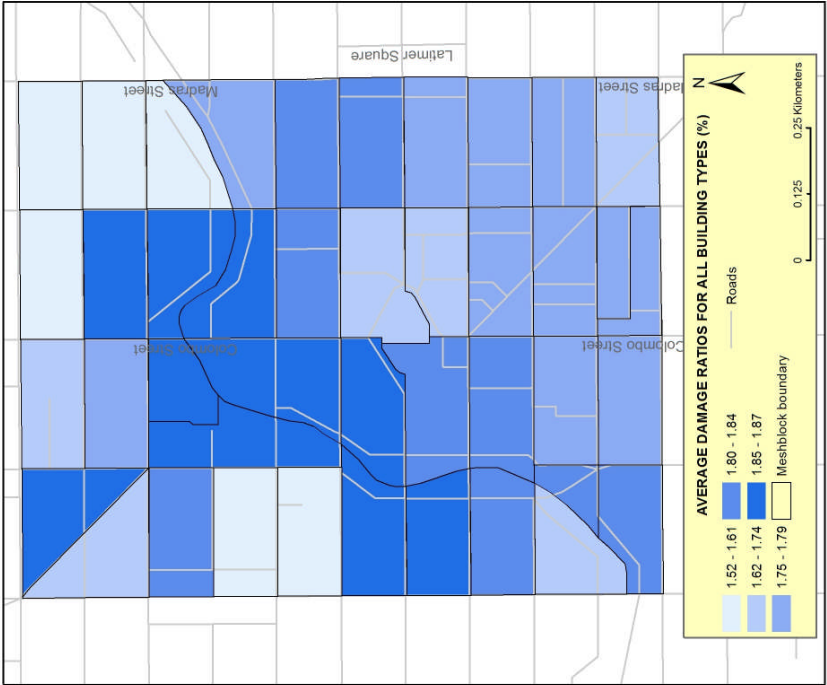 Latimer Square
Madras Street
Madras Street
Colombo Street
Colombo Street
AVERAGE DAMAGE RATIOS FOR ALL BUILDING TYPES (%)
1.52 - 1.61
1.62 - 1.74
1.75 - 1.79
1.80 - 1.84
1.85 - 1.87
Meshblock boundary
Roads
N
0 0.125 0.25 Kilometers